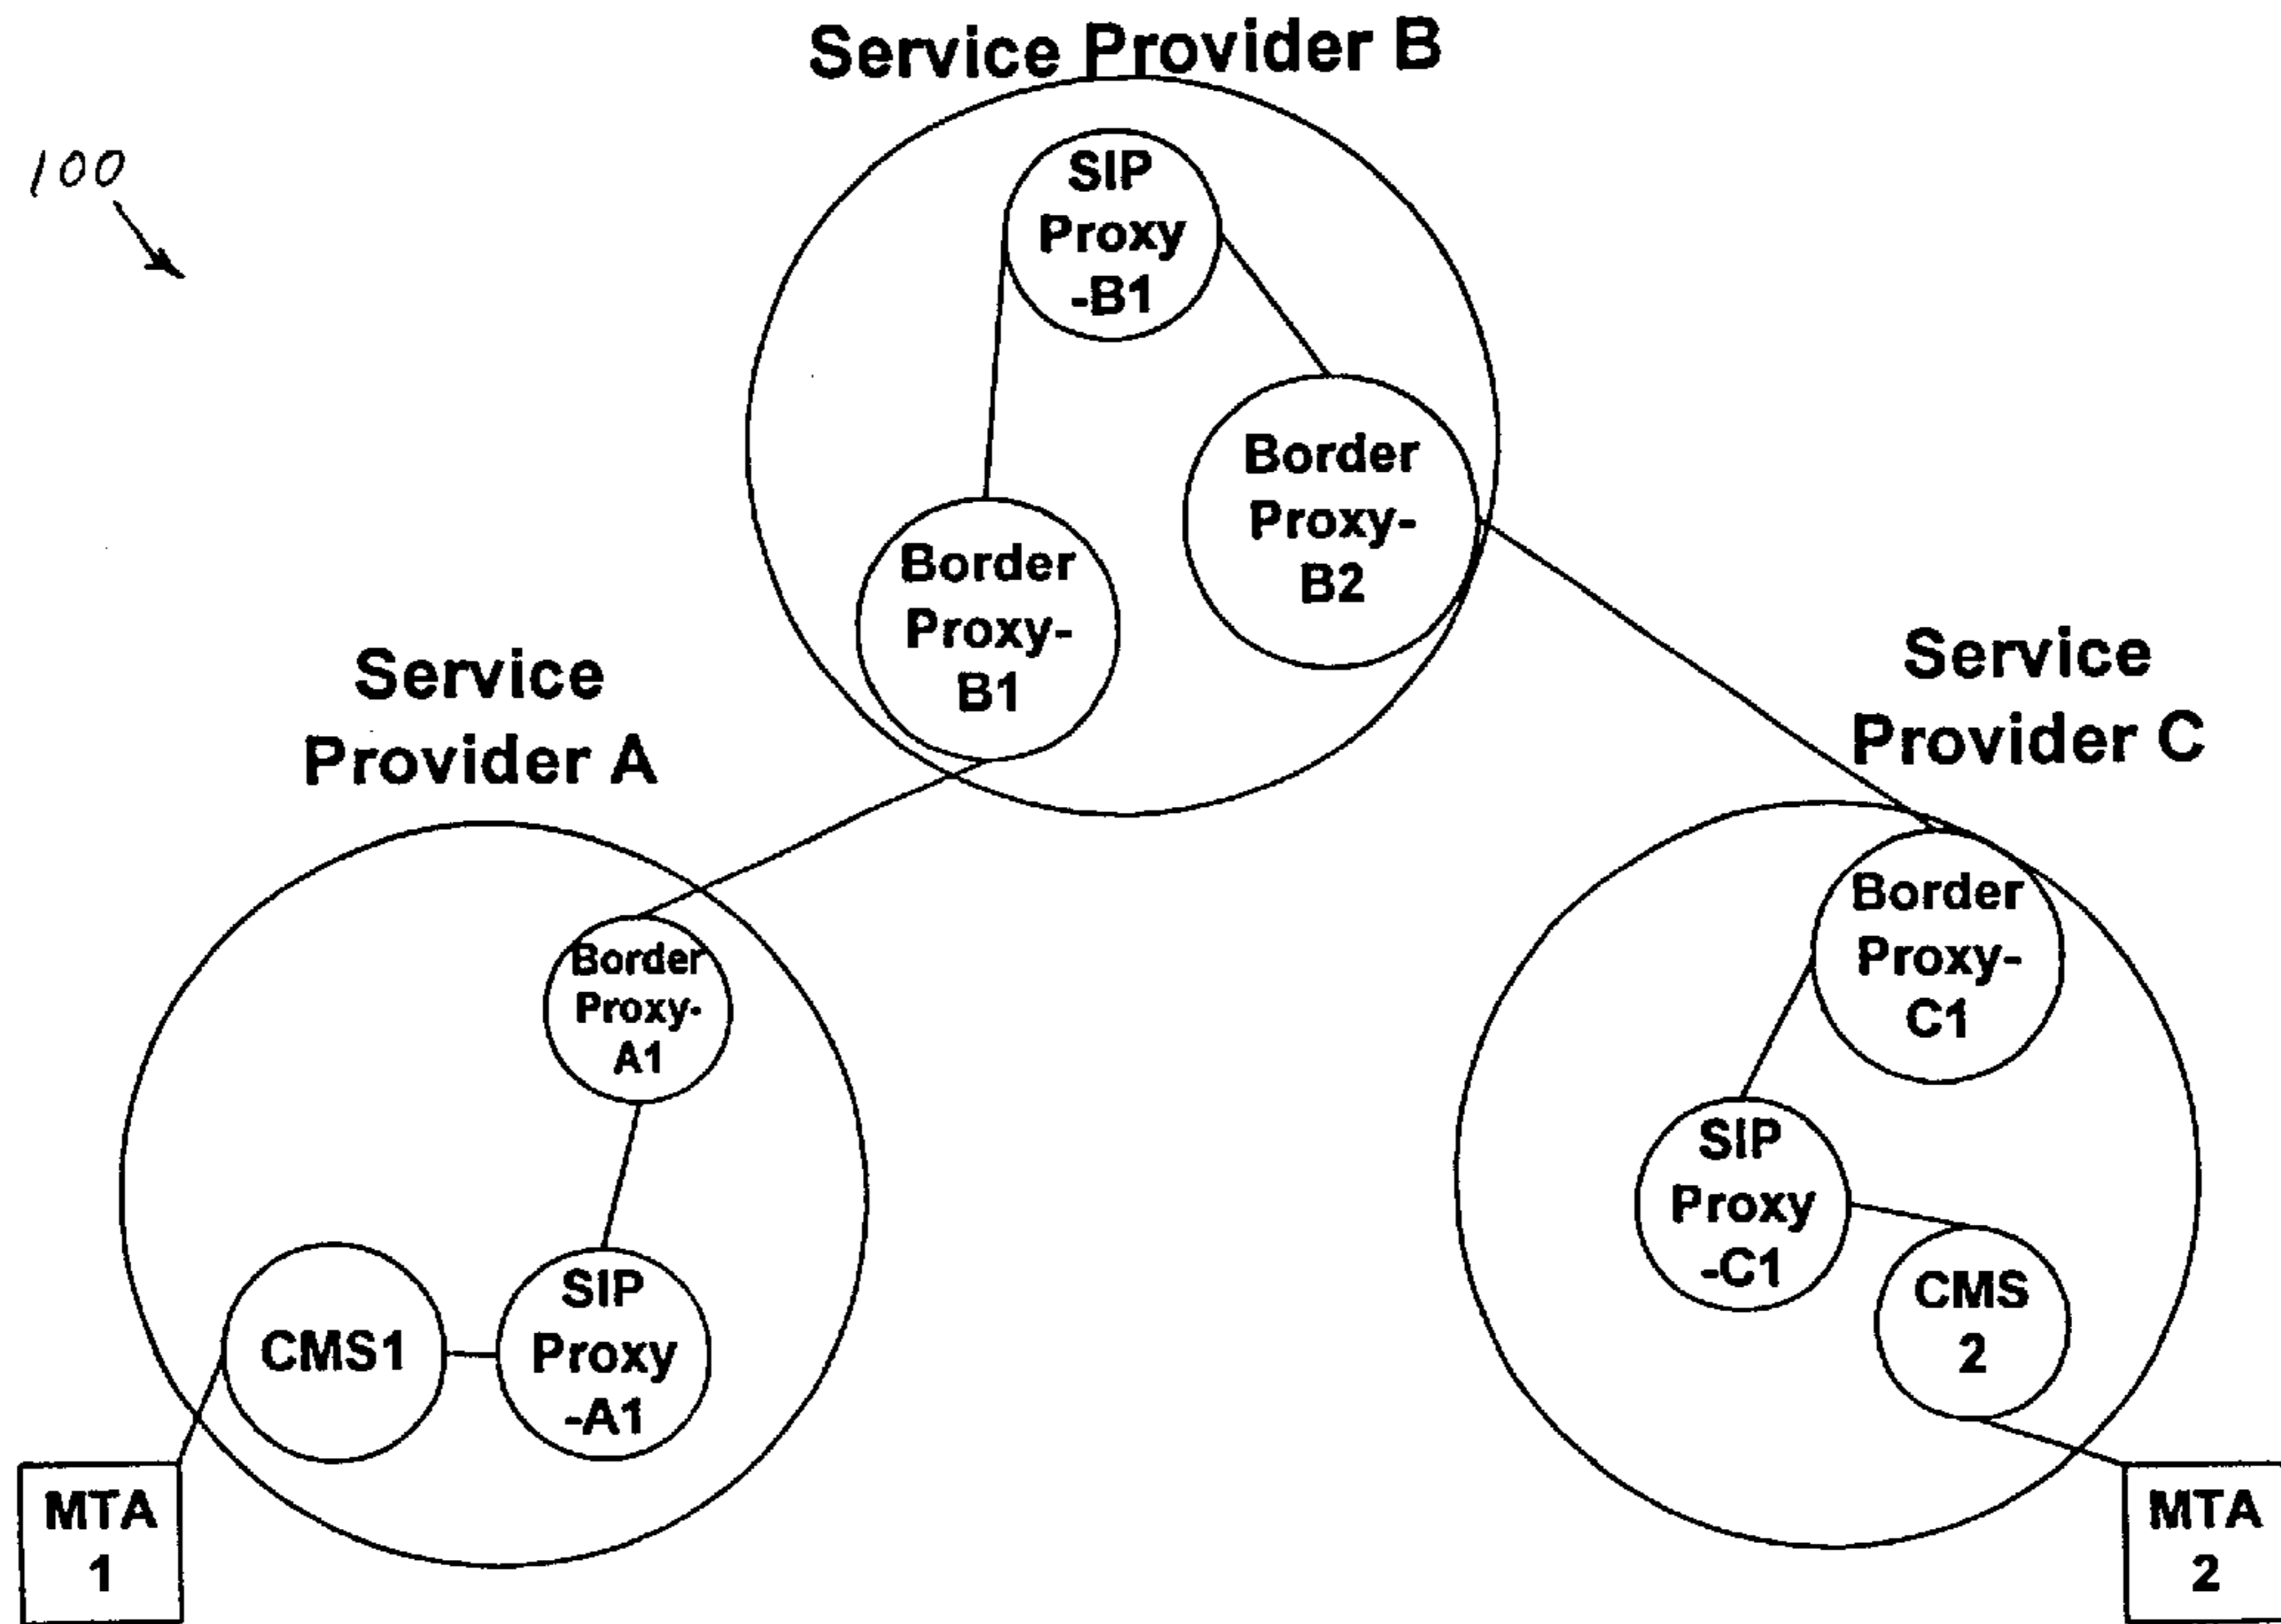 Service Provider B
100
SIP
Proxy
-B1
Border
Proxy-
B2
Border
Proxy-
B1
Service
Provider A
Service
Provider C
Border
Proxy-
A1
Border
Proxy-
C1
SIP
Proxy
-C1
CMS
2
CMS1
SIP
Proxy
-A1
MTA
1
MTA
2